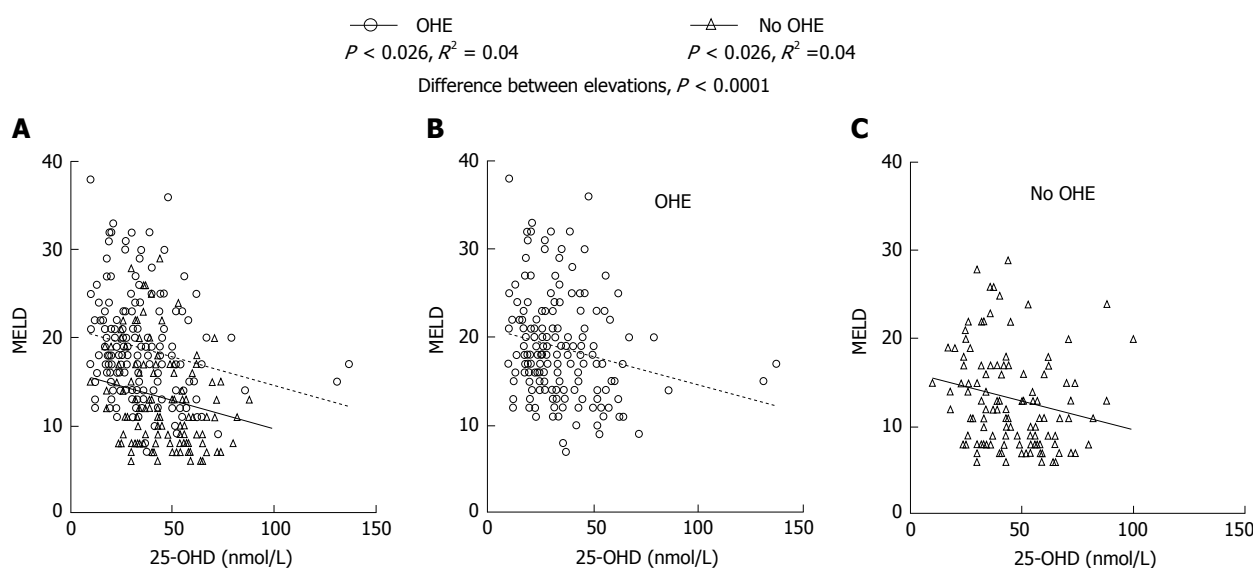 OHE No OHE
P < 0.026, R² = 0.04 P < 0.026, R² =0.04
Difference between elevations, P < 0.0001
A B C
40 40 40
OHE No OHE
30 30 30
MELD MELD MELD
20 20 20
10 10 10
0 0 0
0 50 100 150 0 50 100 150 0 50 100 150
25-OHD (nmol/L) 25-OHD (nmol/L) 25-OHD (nmol/L)